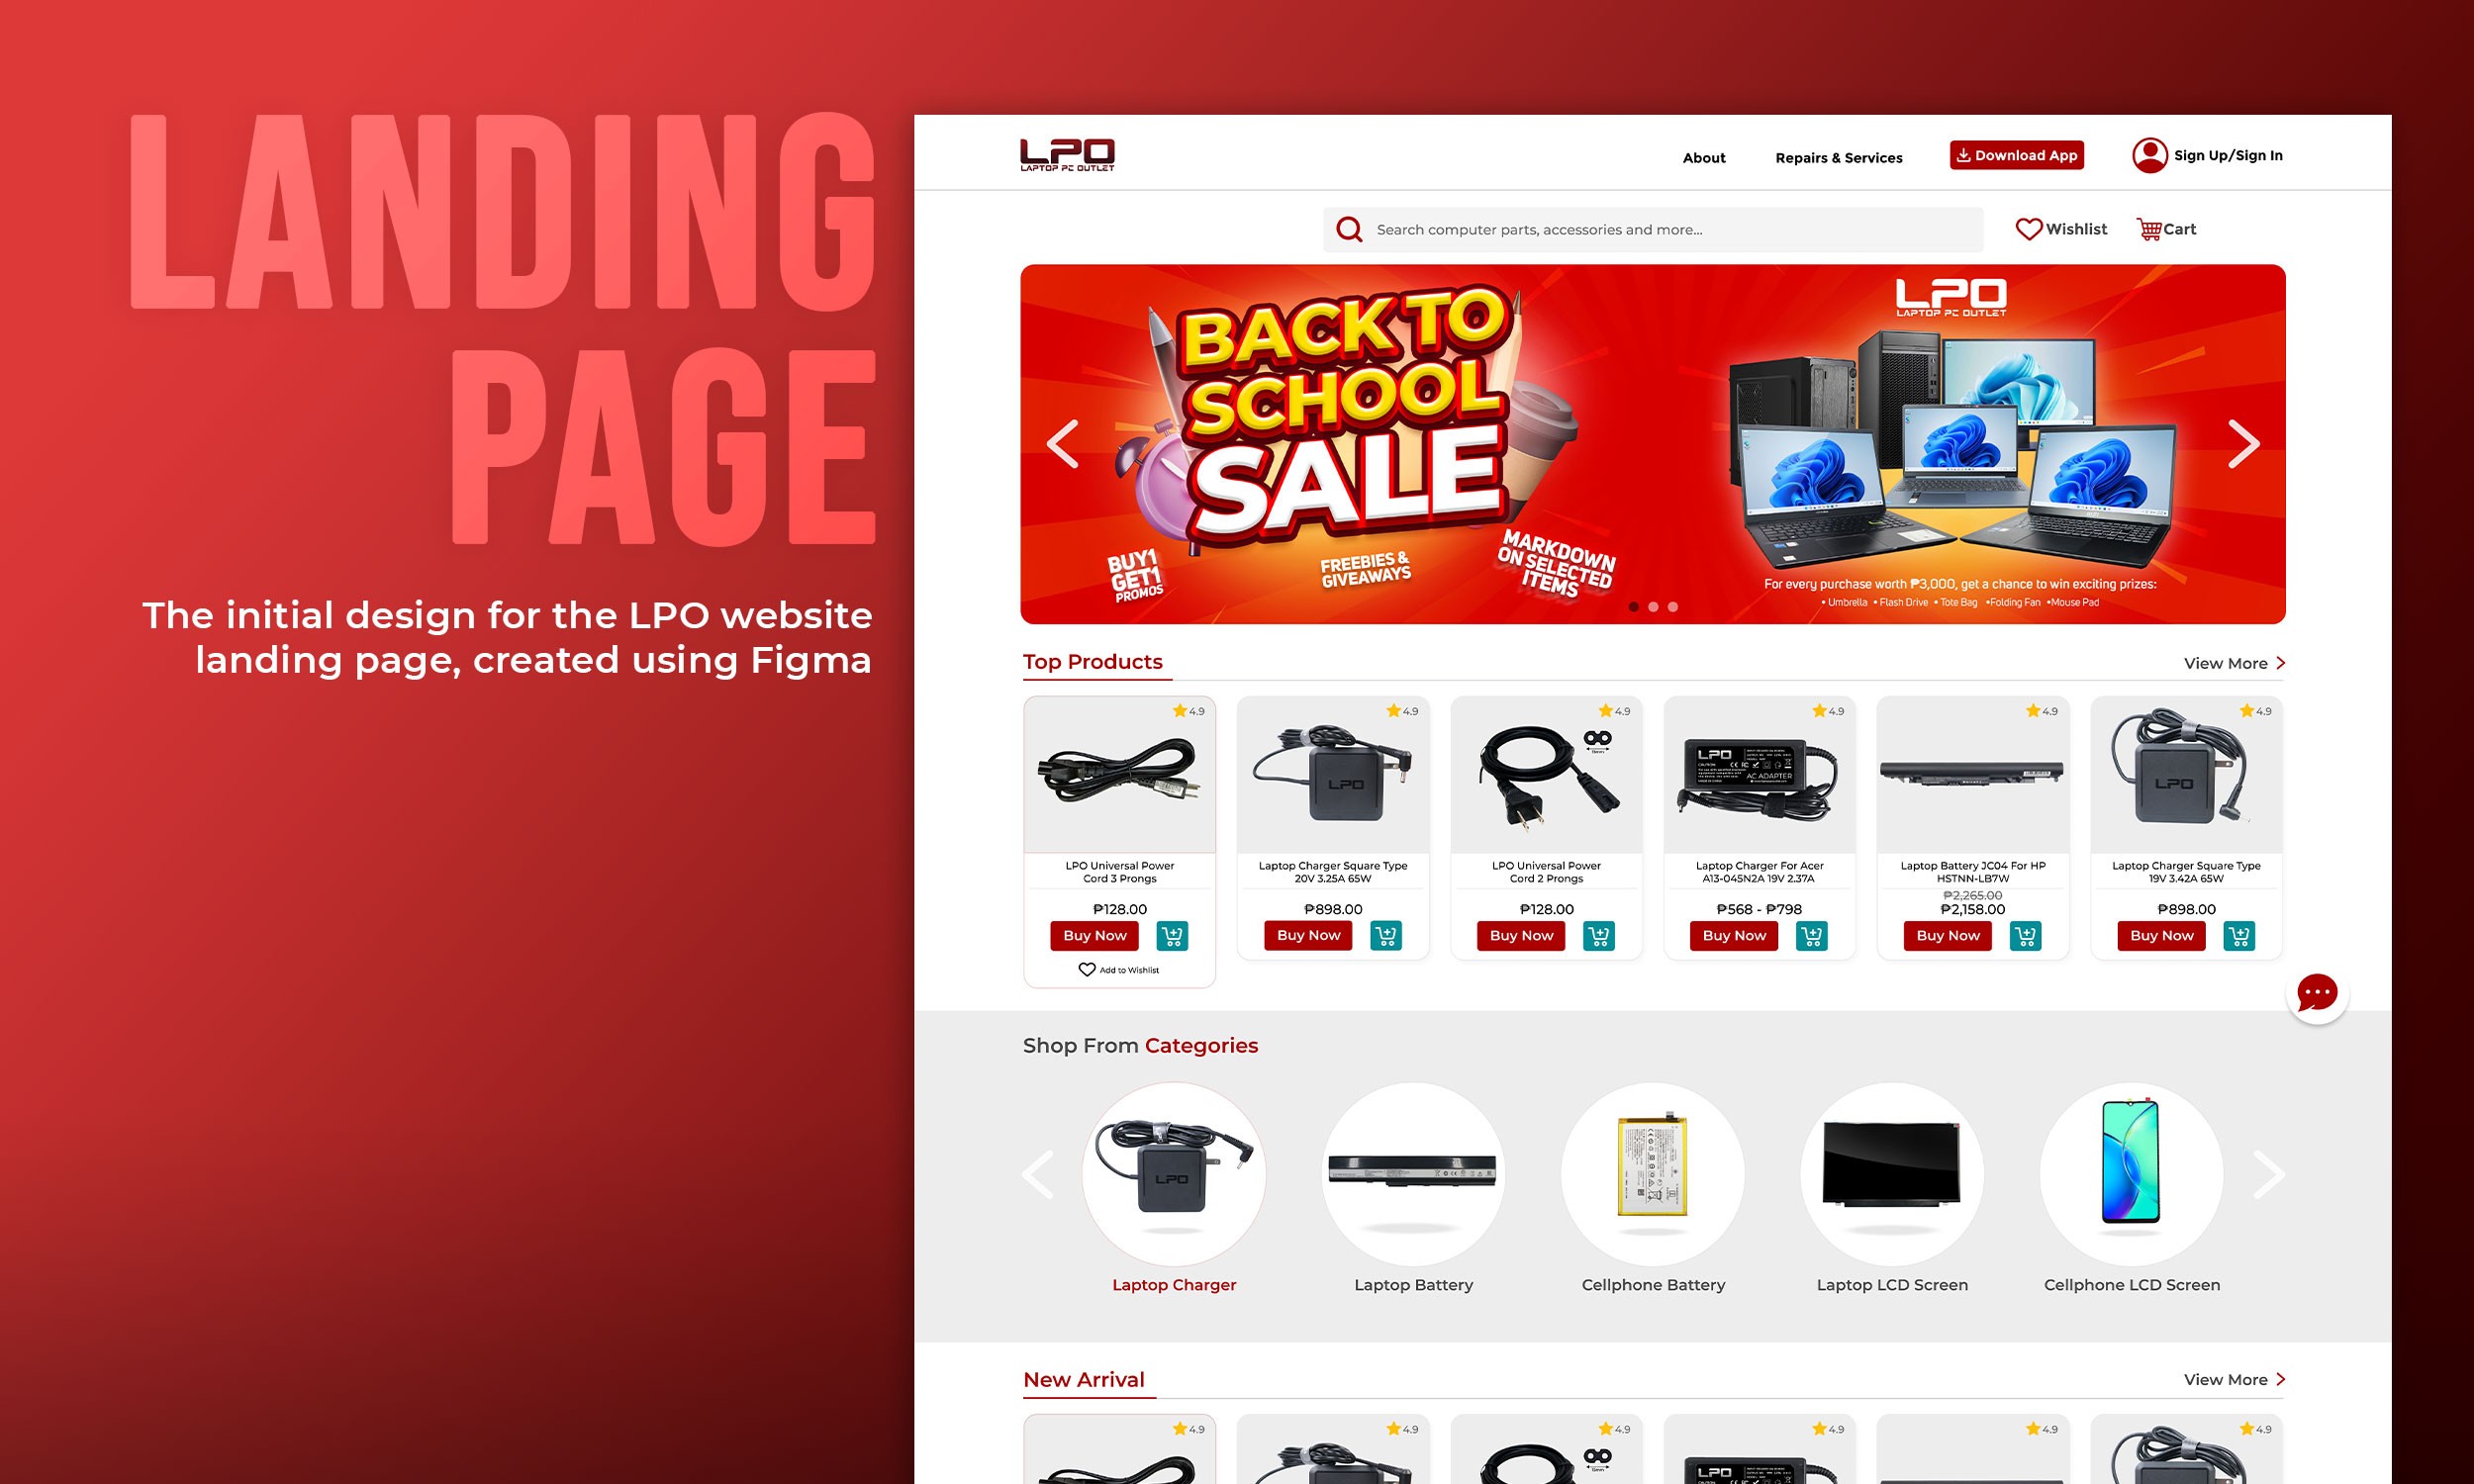 LANDING
PAGE
The initial design for the LPO website
landing page, created using Figma
LPO
LAPTOP PC OUTLET
About
Repairs & Services
Download App
Sign Up/Sign In
Search computer parts, accessories and more...
Wishlist
Cart
BACK TO
SCHOOL
SALE
BUY1
GET1
PROMOS
FREEBIES &
GIVEAWAYS
MARKDOWN
ON SELECTED
ITEMS
LPO
LAPTOP PC OUTLET
For every purchase worth ₱3,000, get a chance to win exciting prizes:
• Umbrella • Flash Drive • Tote Bag •Folding Fan •Mouse Pad
Top Products
View More
4.9
LPO Universal Power
Cord 3 Prongs
₱128.00
Buy Now
Add to Wishlist
4.9
LPO
Laptop Charger Square Type
20V 3.25A 65W
₱898.00
Buy Now
4.9
LPO Universal Power
Cord 2 Prongs
₱128.00
Buy Now
4.9
LPO
AC ADAPTER
Laptop Charger For Acer
A13-045N2A 19V 2.37A
₱568 - ₱798
Buy Now
4.9
Laptop Battery JC04 For HP
HSTNN-LB7W
₱2,265.00
₱2,158.00
Buy Now
4.9
LPO
Laptop Charger Square Type
19V 3.42A 65W
₱898.00
Buy Now
Shop From Categories
LPO
Laptop Charger
Laptop Battery
Cellphone Battery
Laptop LCD Screen
Cellphone LCD Screen
New Arrival
View More
4.9
4.9
4.9
4.9
LPO
4.9
4.9